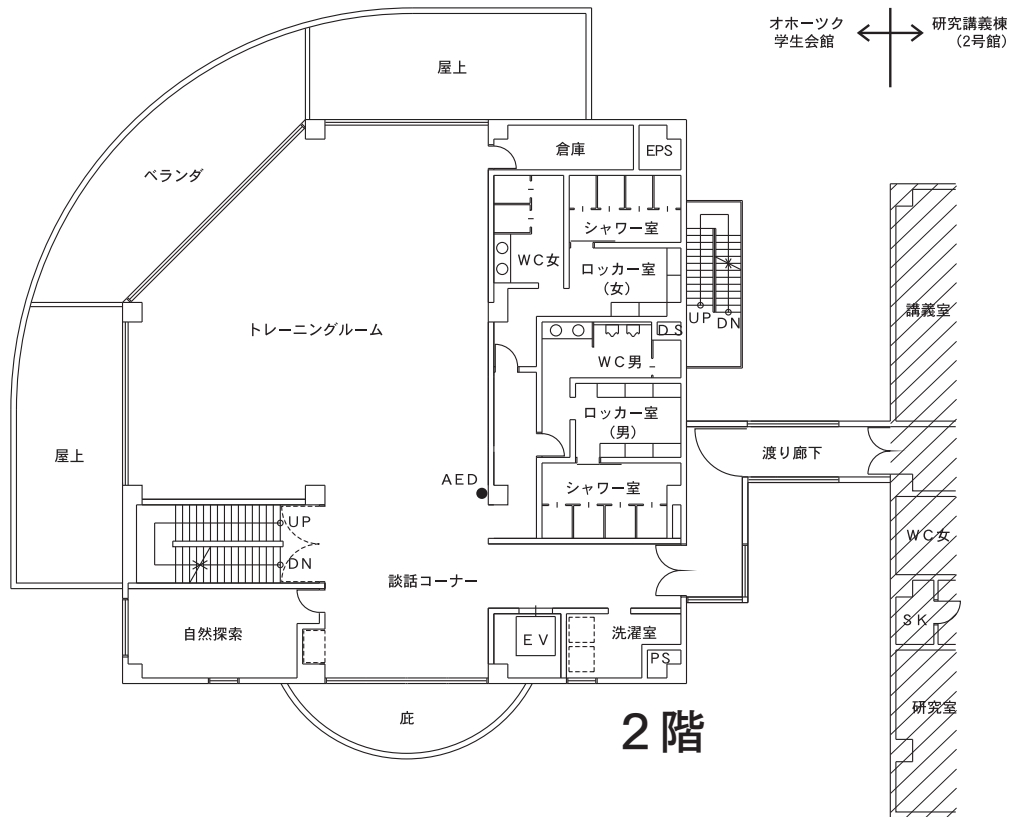 オホーツク
学生会館
研究講義棟
(2号館)
屋上
ベランダ
倉庫
EPS
シャワー室
WC女
ロッカー室
(女)
講義室
UP
DN
DS
トレーニングルーム
WC男
ロッカー室
(男)
渡り廊下
屋上
AED
シャワー室
UP
WC女
DN
談話コーナー
SK
自然探索
EV
洗濯室
PS
研究室
庇
2階